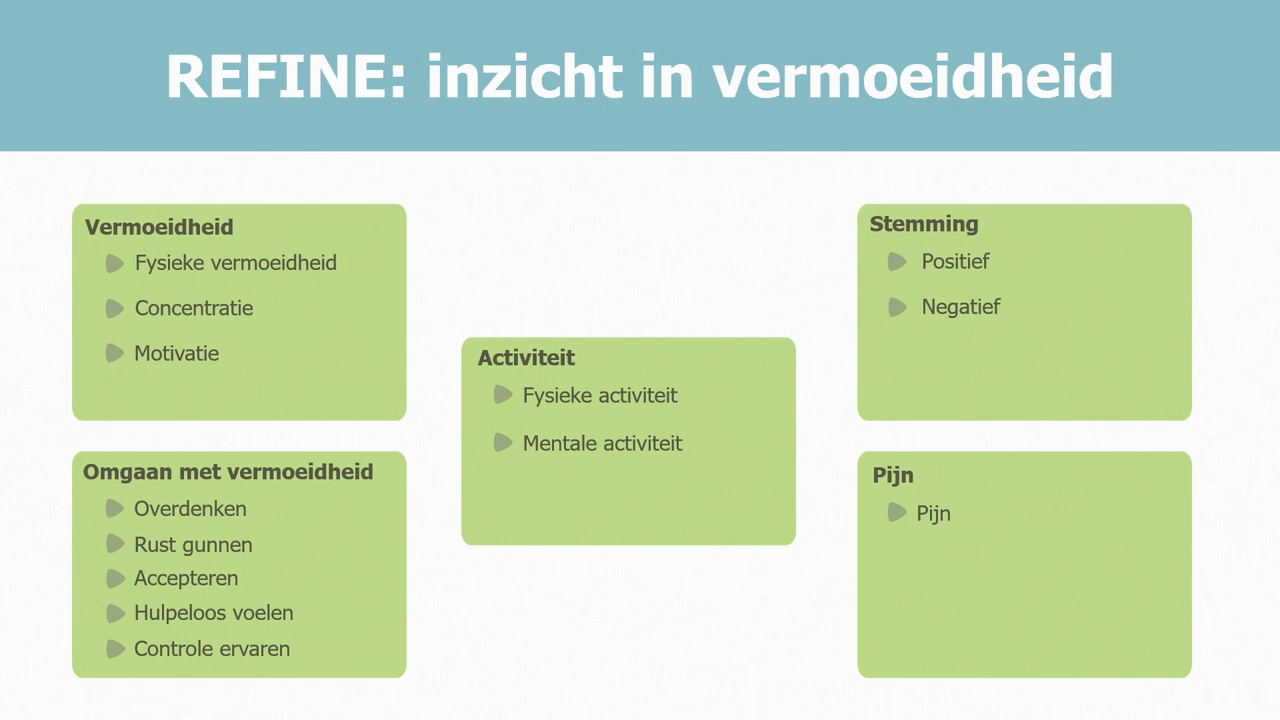 REFINE: inzicht in vermoeidheid
Vermoeidheid
Fysieke vermoeidheid
Concentratie
Motivatie
Omgaan met vermoeidheid
Overdenken
Rust gunnen
Accepteren
Hulpeloos voelen
Controle ervaren
Activiteit
Fysieke activiteit
Mentale activiteit
Stemming
Positief
Negatief
Pijn
Pijn